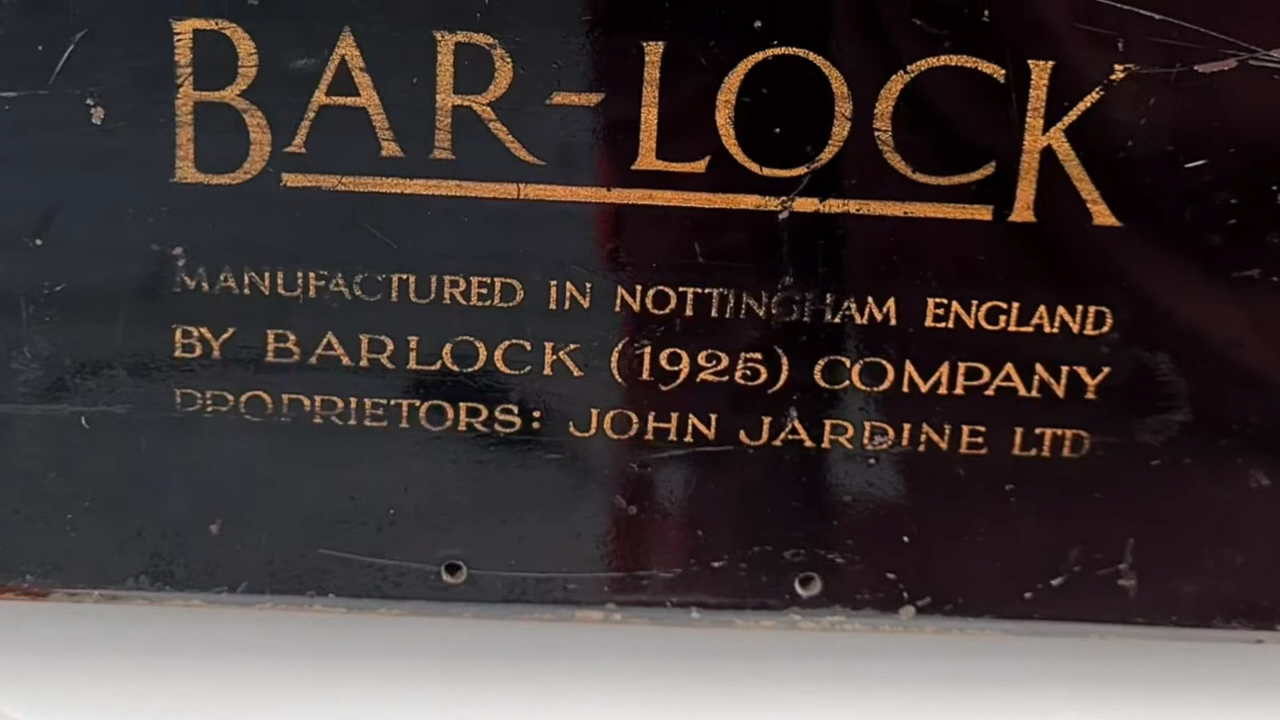 BAR-LOCK
MANUFACTURED IN NOTTINGHAM ENGLAND
BY BARLOCK (1925) COMPANY
PROPRIETORS: JOHN JARDINE LTD